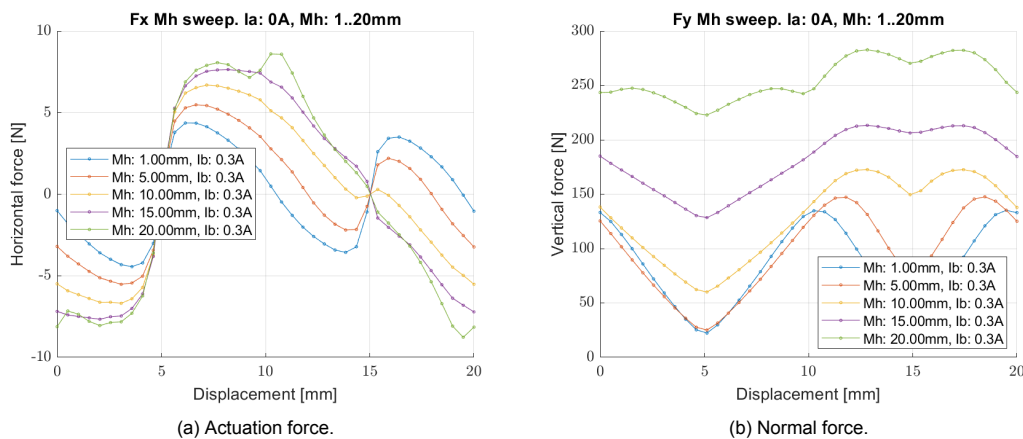 Fx Mh sweep. Ia: 0A, Mh: 1..20mm
10
5
0
-5
-10
Horizontal force [N]
Mh: 1.00mm, Ib: 0.3A
Mh: 5.00mm, Ib: 0.3A
Mh: 10.00mm, Ib: 0.3A
Mh: 15.00mm, Ib: 0.3A
Mh: 20.00mm, Ib: 0.3A
0 5 10 15 20
Displacement [mm]
(a) Actuation force.
Fy Mh sweep. Ia: 0A, Mh: 1..20mm
300
250
200
150
100
50
0
Vertical force [N]
Mh: 1.00mm, Ib: 0.3A
Mh: 5.00mm, Ib: 0.3A
Mh: 10.00mm, Ib: 0.3A
Mh: 15.00mm, Ib: 0.3A
Mh: 20.00mm, Ib: 0.3A
0 5 10 15 20
Displacement [mm]
(b) Normal force.